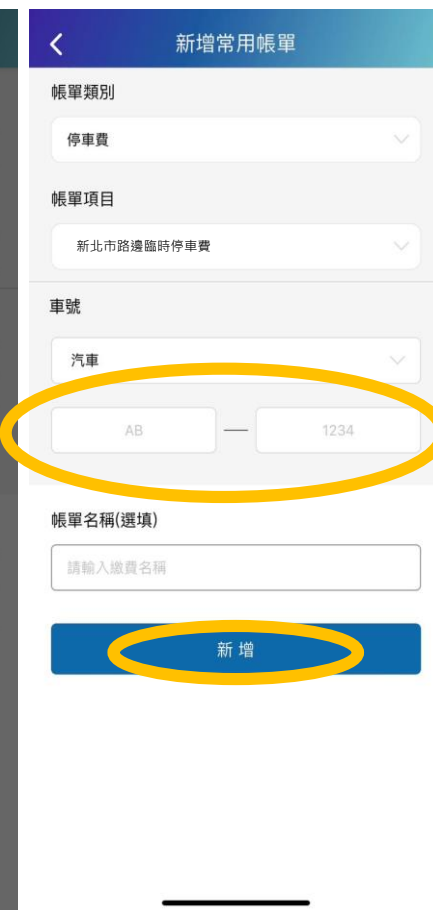 新增常用帳單
帳單類別
停車費
帳單項目
新北市路邊臨時停車費
車號
汽車
AB — 1234
帳單名稱(選填)
請輸入繳費名稱
新增